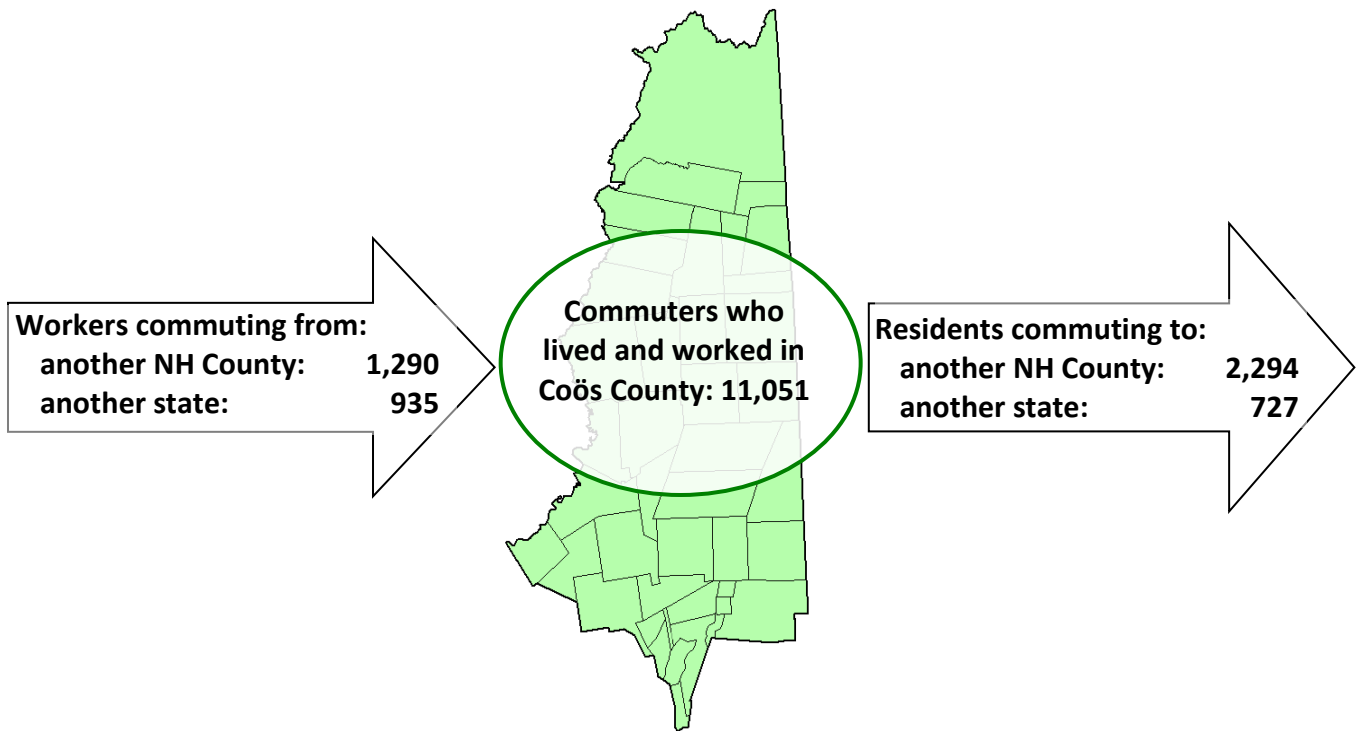 Workers commuting from:
another NH County: 1,290
another state: 935
Commuters who
lived and worked in
Coös County: 11,051
Residents commuting to:
another NH County: 2,294
another state: 727